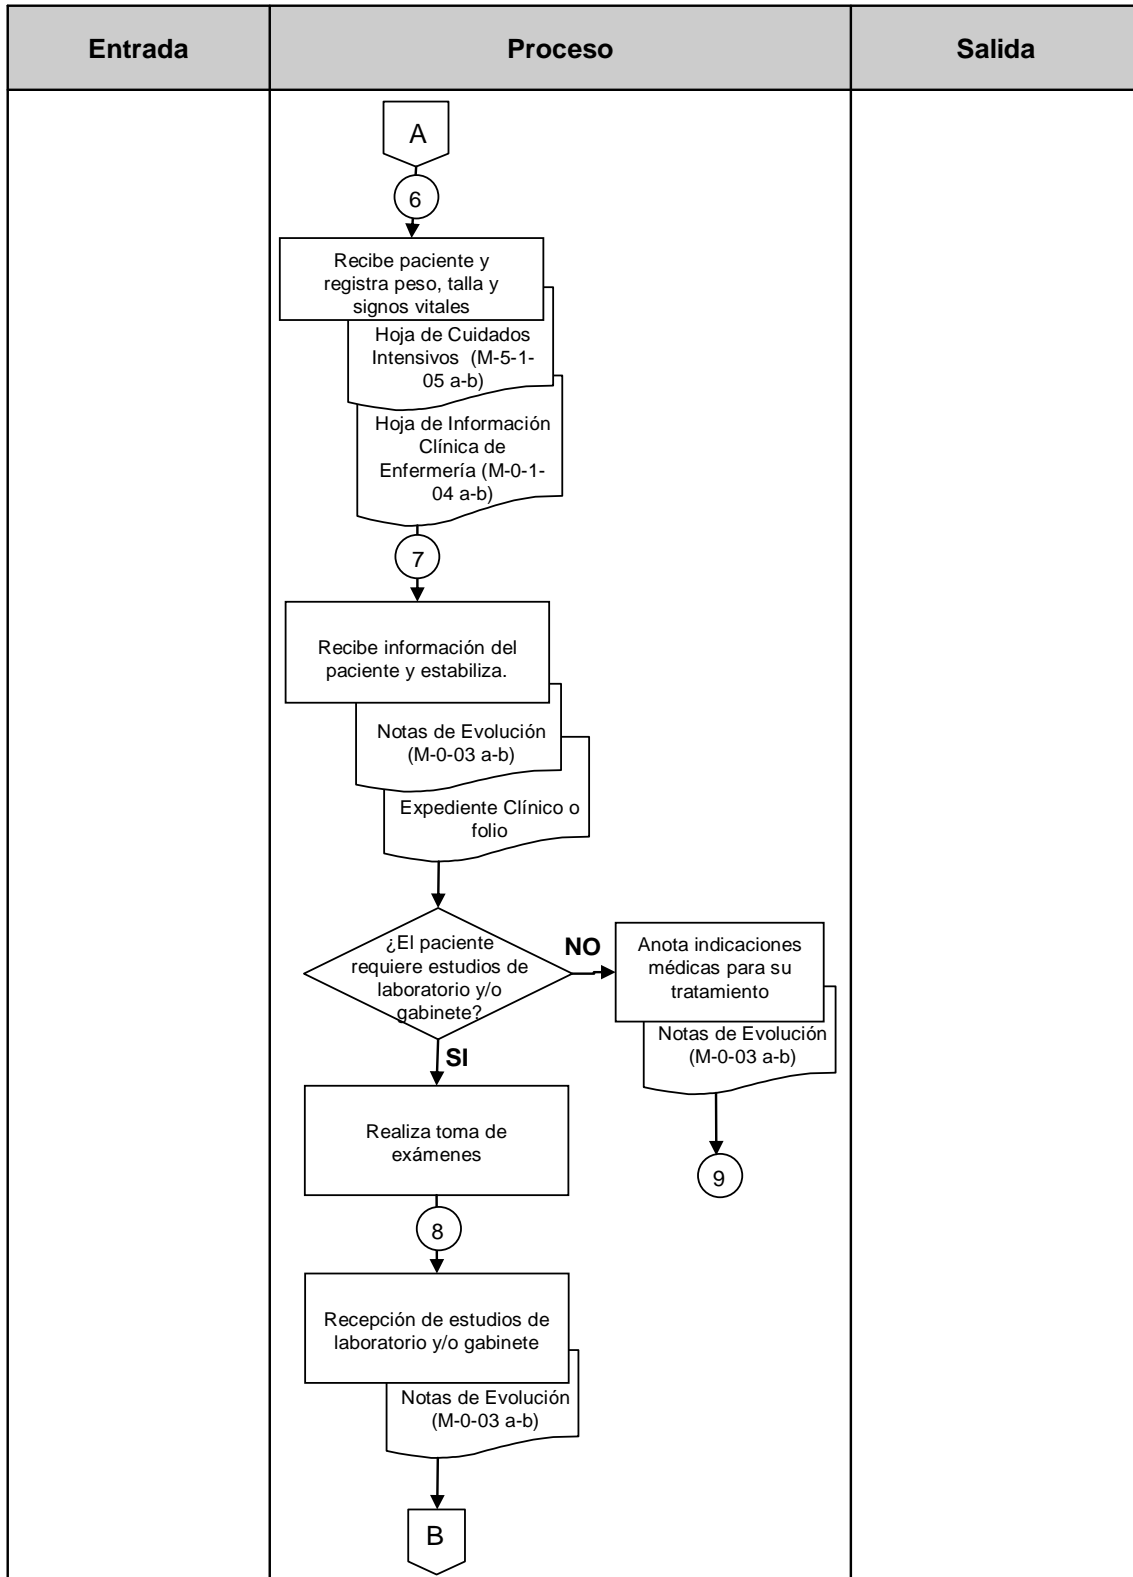 Entrada
Proceso
Salida
A
6
Recibe paciente y
registra peso, talla y
signos vitales
Hoja de Cuidados
Intensivos (M-5-1-
05 a-b)
Hoja de Información
Clínica de
Enfermería (M-0-1-
04 a-b)
7
Recibe información del
paciente y estabiliza.
Notas de Evolución
(M-0-03 a-b)
Expediente Clínico o
folio
¿El paciente
requiere estudios de
laboratorio y/o
gabinete?
NO
Anota indicaciones
médicas para su
tratamiento
Notas de Evolución
(M-0-03 a-b)
9
SI
Realiza toma de
exámenes
8
Recepción de estudios de
laboratorio y/o gabinete
Notas de Evolución
(M-0-03 a-b)
B